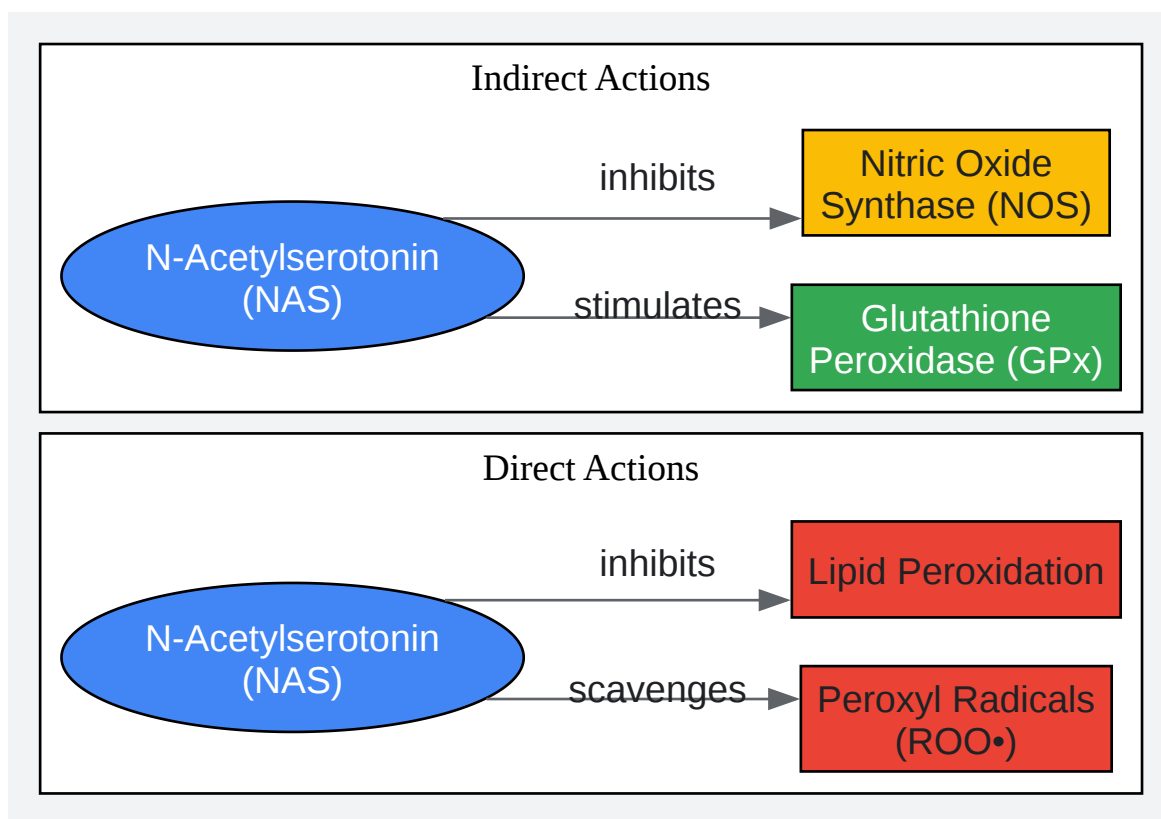 Indirect Actions
inhibits
Nitric Oxide
Synthase (NOS)
N-Acetylserotonin
(NAS)
stimulates
Glutathione
Peroxidase (GPx)
Direct Actions
inhibits
Lipid Peroxidation
N-Acetylserotonin
(NAS)
scavenges
Peroxyl Radicals
(ROO•)